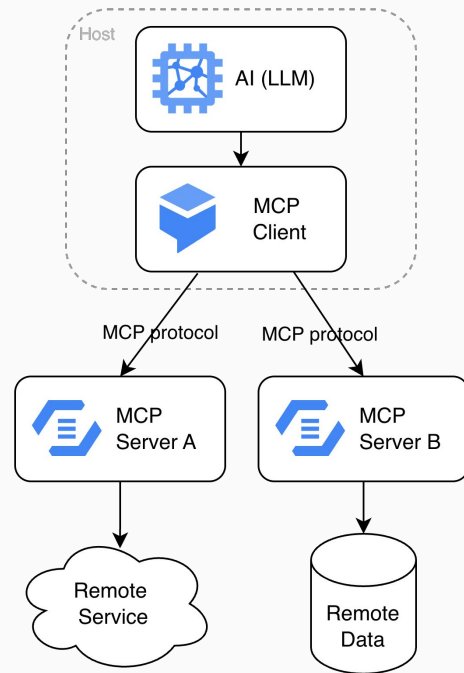 Host
AI (LLM)
MCP
Client
MCP protocol
MCP protocol
MCP
Server A
MCP
Server B
Remote
Service
Remote
Data